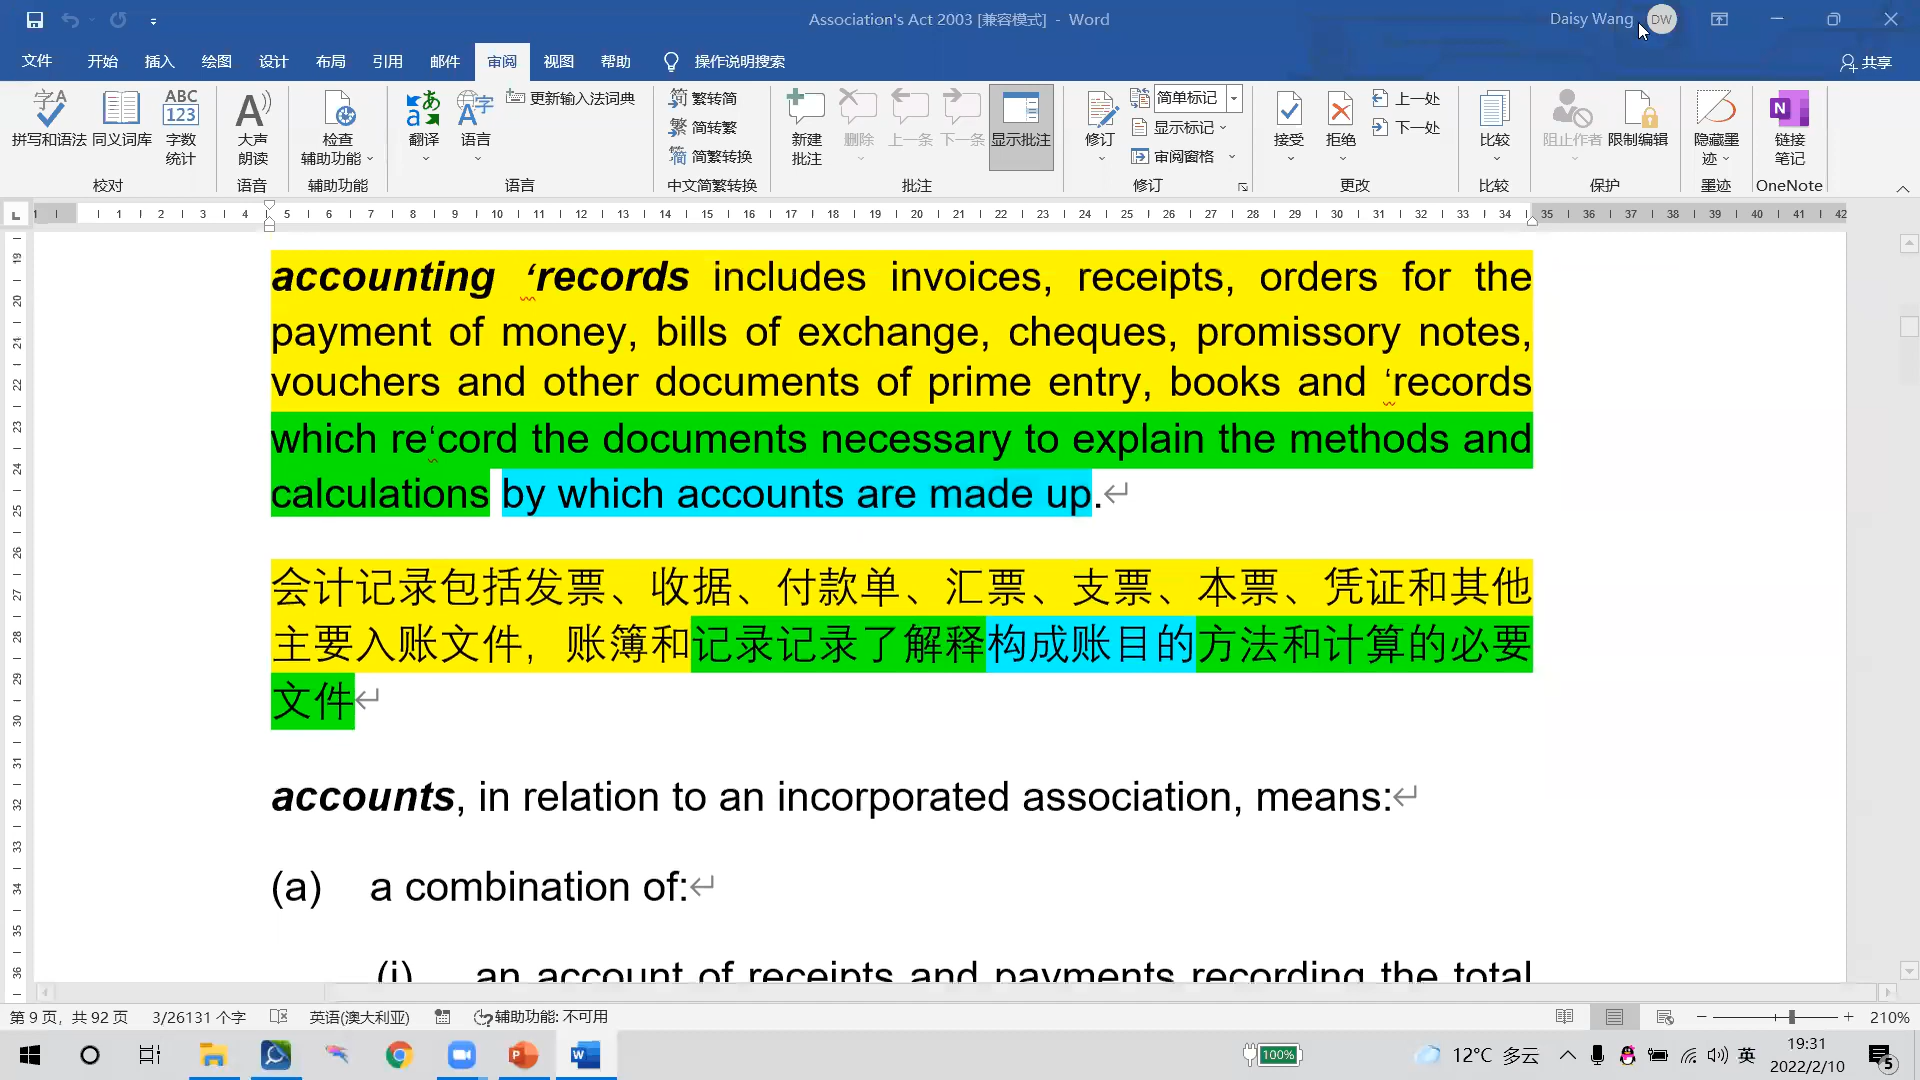 Association's Act 2003 [兼容模式] - Word
Daisy Wang
DW
文件
开始
插入
绘图
设计
布局
引用
邮件
审阅
视图
帮助
操作说明搜索
共享
拼写和语法
同义词库
字数
统计
校对
大声
朗读
语音
检查
辅助功能
辅助功能
翻译
语言
更新输入法词典
语言
繁转简
简转繁
简繁转换
中文简繁转换
新建
批注
删除
上一条
下一条
显示批注
批注
修订
简单标记
显示标记
审阅窗格
修订
接受
拒绝
上一处
下一处
更改
比较
比较
阻止作者
限制编辑
保护
隐藏墨
迹
墨迹
链接
笔记
OneNote
accounting ‘records includes invoices, receipts, orders for the
payment of money, bills of exchange, cheques, promissory notes,
vouchers and other documents of prime entry, books and ‘records
which re‘cord the documents necessary to explain the methods and
calculations by which accounts are made up.
会计记录包括发票、收据、付款单、汇票、支票、本票、凭证和其他
主要入账文件，账簿和记录记录了解释构成账目的方法和计算的必要
文件
accounts, in relation to an incorporated association, means:
(a) a combination of:
(i) an account of receipts and payments recording the total
第 9 页，共 92 页
3/26131 个字
英语(澳大利亚)
辅助功能: 不可用
210%
100%
12°C 多云
英
19:31
2022/2/10
5